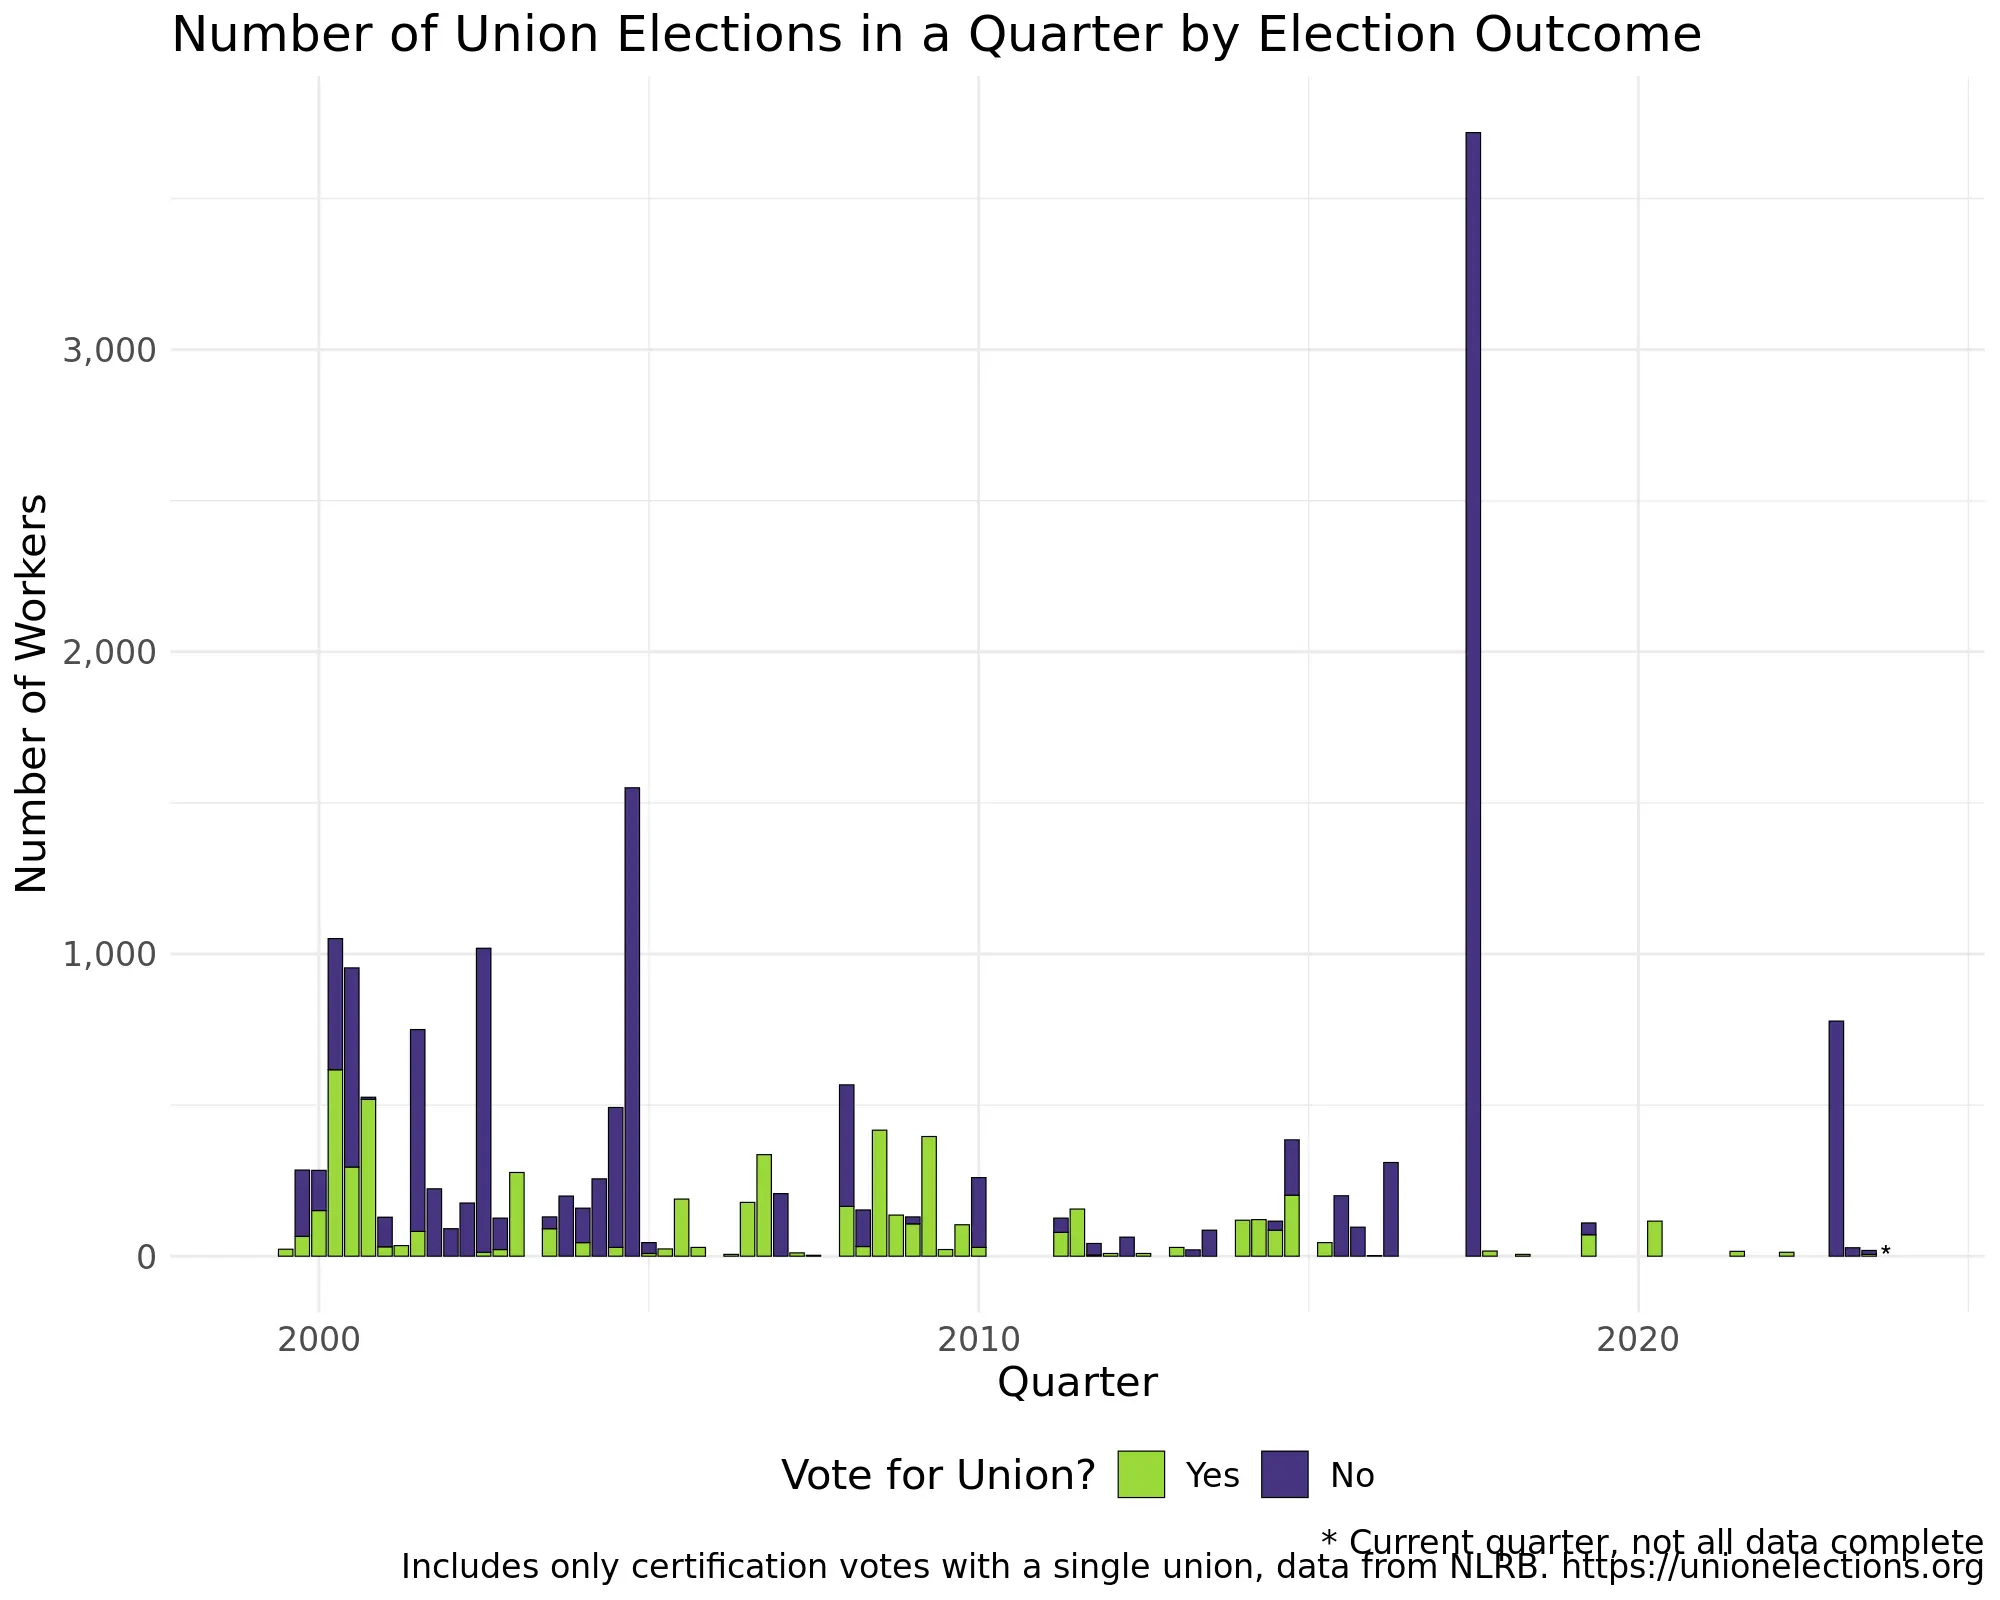 Number of Union Elections in a Quarter by Election Outcome
Number of Workers
3,000
2,000
1,000
0
*
2000 2010 2020
Quarter
Vote for Union? Yes No
* Current quarter, not all data complete
Includes only certification votes with a single union, data from NLRB. https://unionelections.org